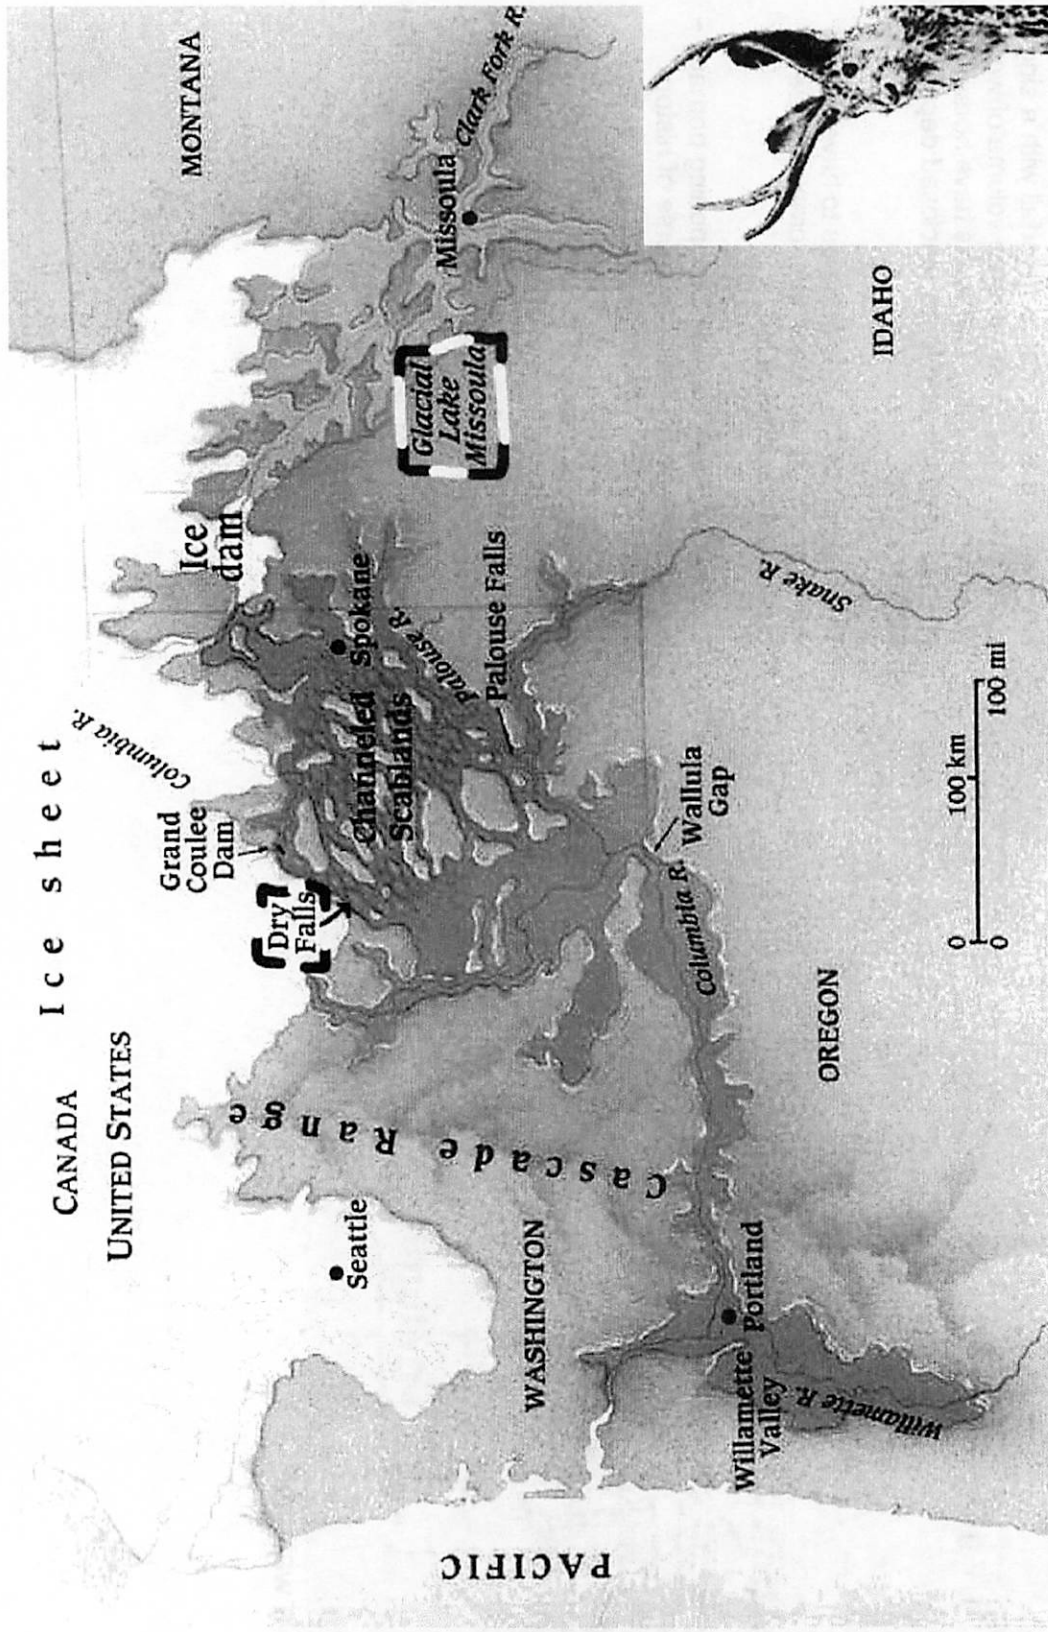 Ice sheet
CANADA
UNITED STATES
Columbia R.
Grand
Coulee
Dam
Ice
dam
MONTANA
Dry
Falls
Seattle
Cascade Range
Channeled
Scablands
Spokane
Palouse R.
Palouse Falls
Glacial
Lake
Missoula
Missoula
Clark Fork R.
WASHINGTON
PACIFIC
Willamette
Valley
Portland
Willamette R.
Columbia R.
Wallula
Gap
Snake R.
OREGON
IDAHO
0 100 km
0 100 mi